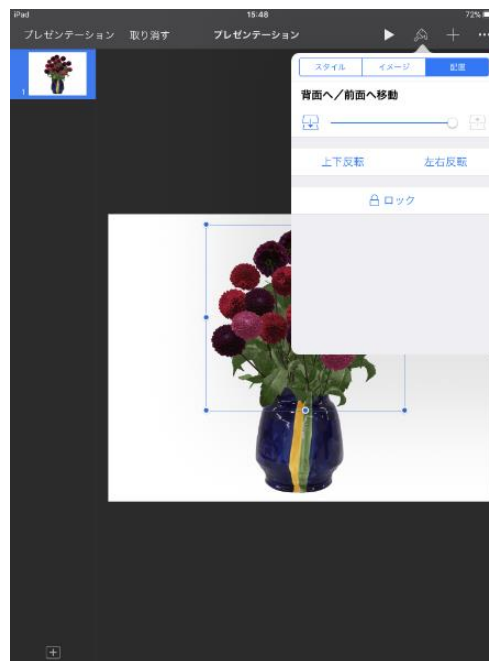 iPad 15:46 72%
プレゼンテーション 取り消す プレゼンテーション
スタイル イメージ 配置
背面へ/前面へ移動
上下反転 左右反転
ロック
1